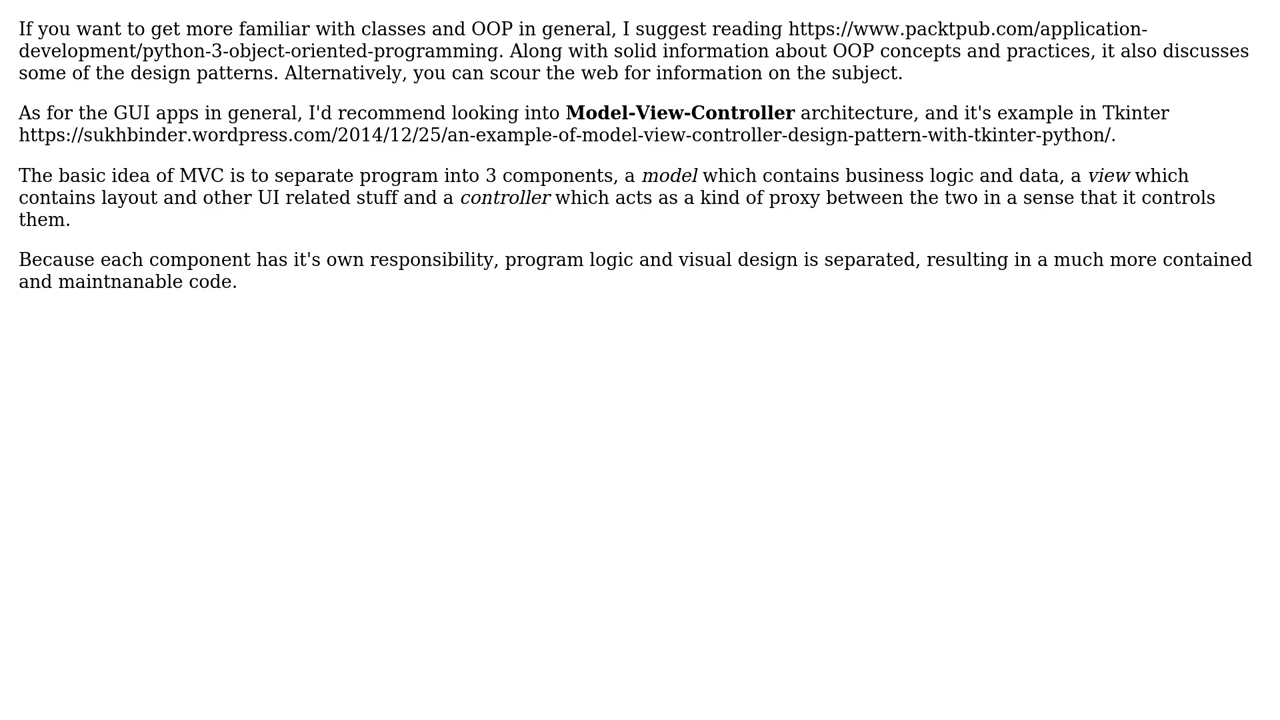 If you want to get more familiar with classes and OOP in general, I suggest reading https://www.packtpub.com/application-
development/python-3-object-oriented-programming. Along with solid information about OOP concepts and practices, it also discusses
some of the design patterns. Alternatively, you can scour the web for information on the subject.
As for the GUI apps in general, I'd recommend looking into Model-View-Controller architecture, and it's example in Tkinter
https://sukhbinder.wordpress.com/2014/12/25/an-example-of-model-view-controller-design-pattern-with-tkinter-python/.
The basic idea of MVC is to separate program into 3 components, a model which contains business logic and data, a view which
contains layout and other UI related stuff and a controller which acts as a kind of proxy between the two in a sense that it controls
them.
Because each component has it's own responsibility, program logic and visual design is separated, resulting in a much more contained
and maintnanable code.